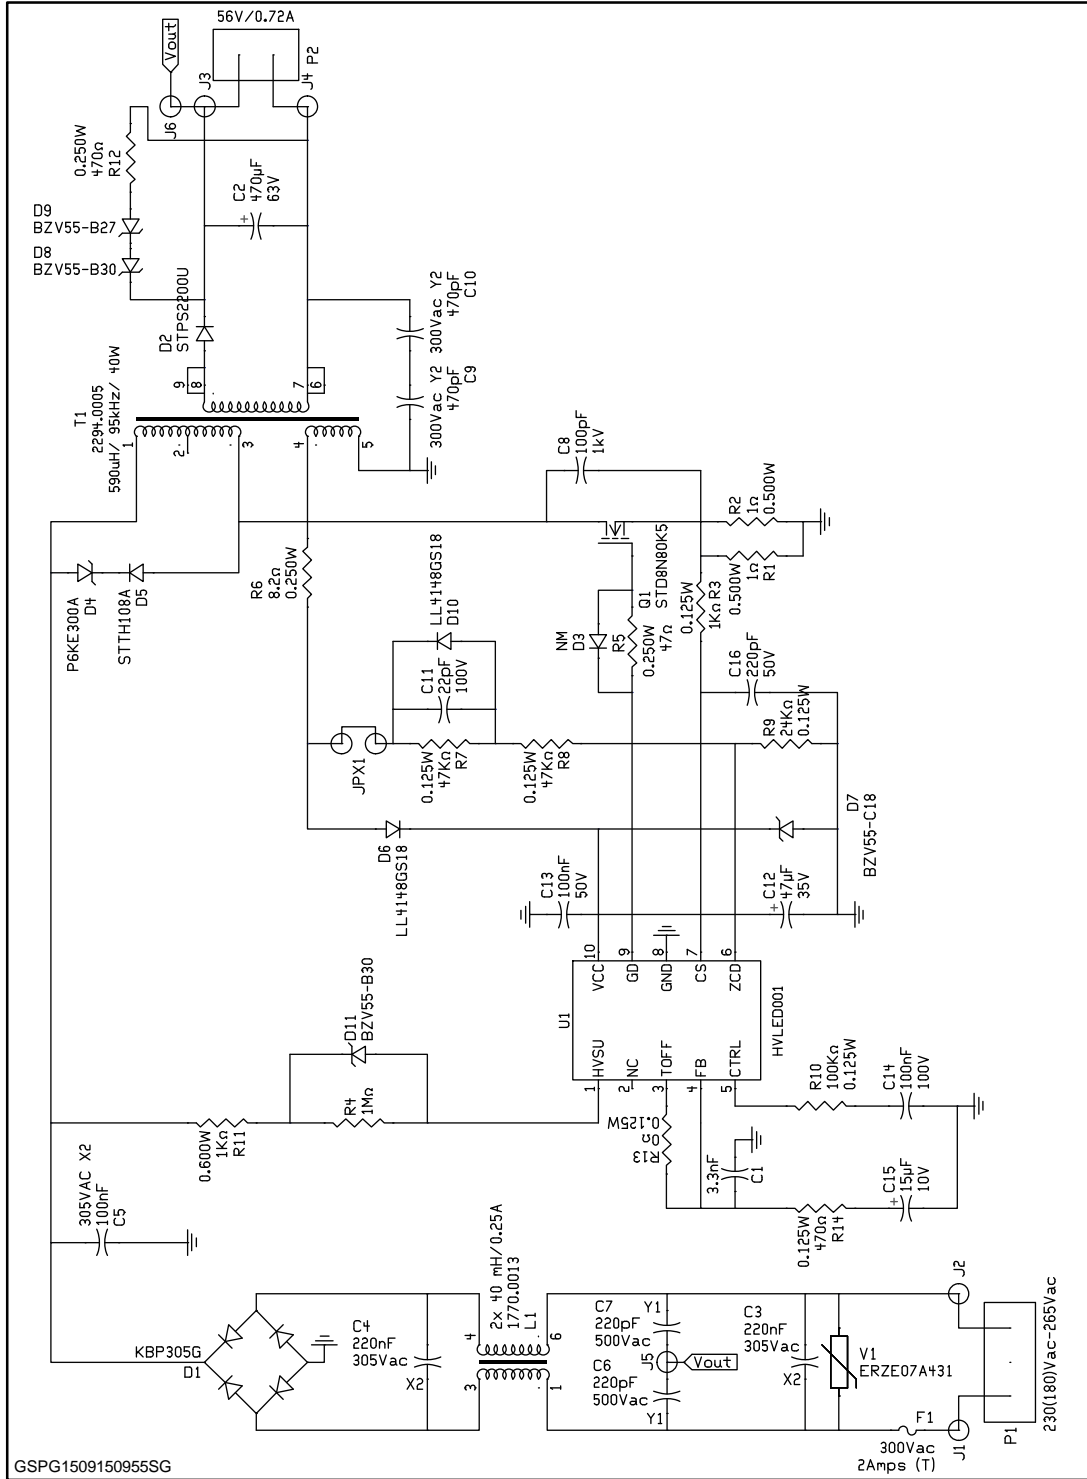 56V/0.72A
Vout
J3
P2
J4
J6
0.250W
470Ω
R12
C2
470µF
63V
+
D9
BZV55-B27
D8
BZV55-B30
D2
STPS2200U
300Vac Y2
470pF
C10
300Vac Y2
470pF
C9
9
8
7
6
T1
2294.0005
590uH/ 95kHz/ 40W
1
2
3
4
5
C8
100pF
1kV
P6KE300A
D4
STTH108A
D5
R6
8.2Ω
0.250W
LL4148GS18
D10
C11
22pF
100V
JPX1
0.125W
47KΩ
R7
0.125W
47KΩ
R8
NM
D3
R5
0.250W
47Ω
Q1
STD8N80K5
0.125W
1KΩ R3
R2
1Ω
0.500W
0.500W
1Ω
R1
C16
220pF
50V
R9
24KΩ
0.125W
D6
LL4148GS18
D7
BZV55-C18
C13
100nF
50V
+
C12
47µF
35V
U1
HVLED001
VCC
10
GD
9
GND
8
CS
7
ZCD
6
HVSU
1
NC
2
TOFF
3
FB
4
CTRL
5
D11
BZV55-B30
R4
1MΩ
0.600W
1KΩ
R11
305VAC X2
100nF
C5
R13
0Ω
0.125W
3.3nF
C1
R10
100KΩ
0.125W
C14
100nF
100V
+
C15
15µF
10V
0.125W
470Ω
R14
KBP305G
D1
C4
220nF
305Vac
X2
2x 40 mH/0.25A
1770.0013
L1
4
3
6
1
C7
220pF
500Vac
Y1
C6
220pF
500Vac
Y1
J5
Vout
C3
220nF
305Vac
X2
V1
ERZE07A431
F1
300Vac
2Amps (T)
J2
J1
P1
230(180)Vac-265Vac
GSPG1509150955SG